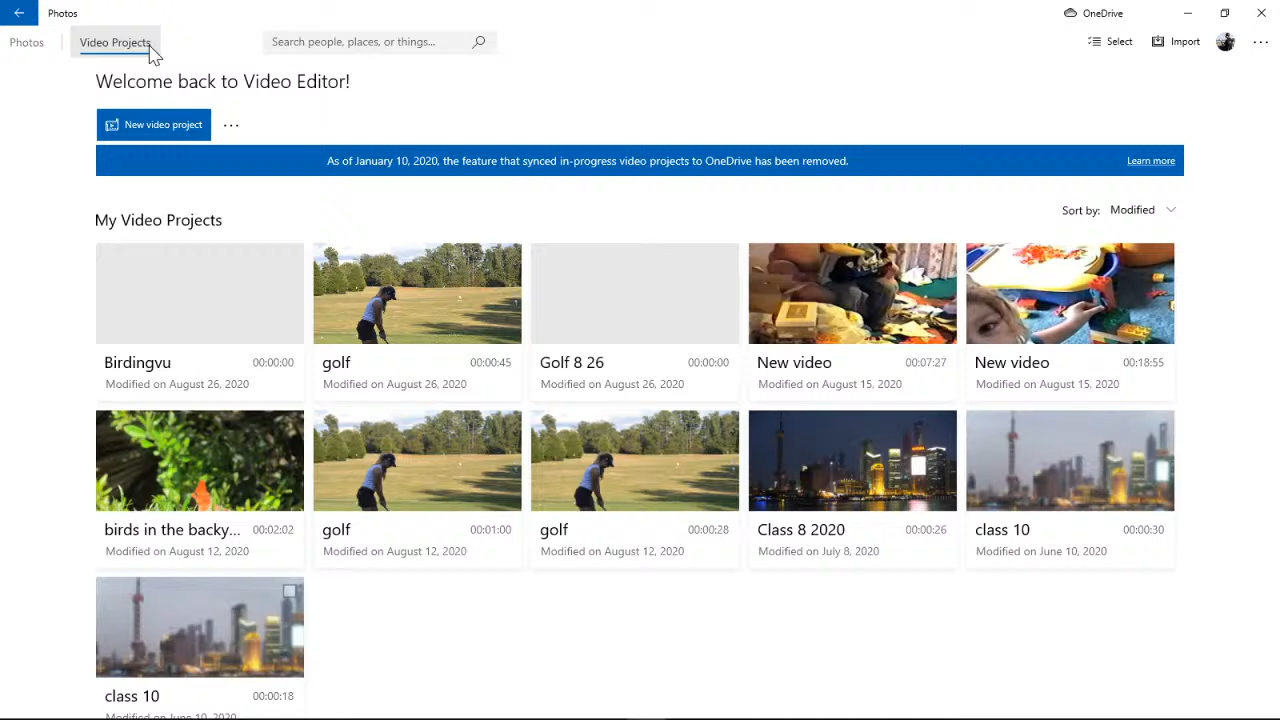 Photos
OneDrive
Photos
Video Projects
Search people, places, or things...
Select
Import
Welcome back to Video Editor!
New video project
As of January 10, 2020, the feature that synced in-progress video projects to OneDrive has been removed.
Learn more
My Video Projects
Sort by: Modified
Birdingvu 00:00:00
Modified on August 26, 2020
golf 00:00:45
Modified on August 26, 2020
Golf 8 26 00:00:00
Modified on August 26, 2020
New video 00:07:27
Modified on August 15, 2020
New video 00:18:55
Modified on August 15, 2020
birds in the backy... 00:02:02
Modified on August 12, 2020
golf 00:01:00
Modified on August 12, 2020
golf 00:00:28
Modified on August 12, 2020
Class 8 2020 00:00:26
Modified on July 8, 2020
class 10 00:00:30
Modified on June 10, 2020
class 10 00:00:18
Modified on June 10, 2020